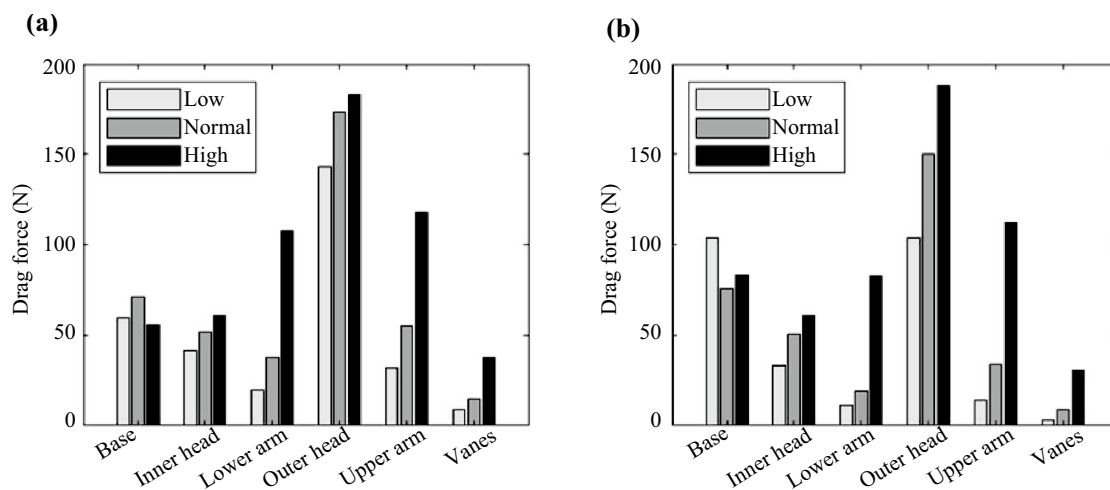 (a)
Drag force (N)
200
150
100
50
0
Low
Normal
High
Base
Inner head
Lower arm
Outer head
Upper arm
Vanes
(b)
Drag force (N)
200
150
100
50
0
Low
Normal
High
Base
Inner head
Lower arm
Outer head
Upper arm
Vanes